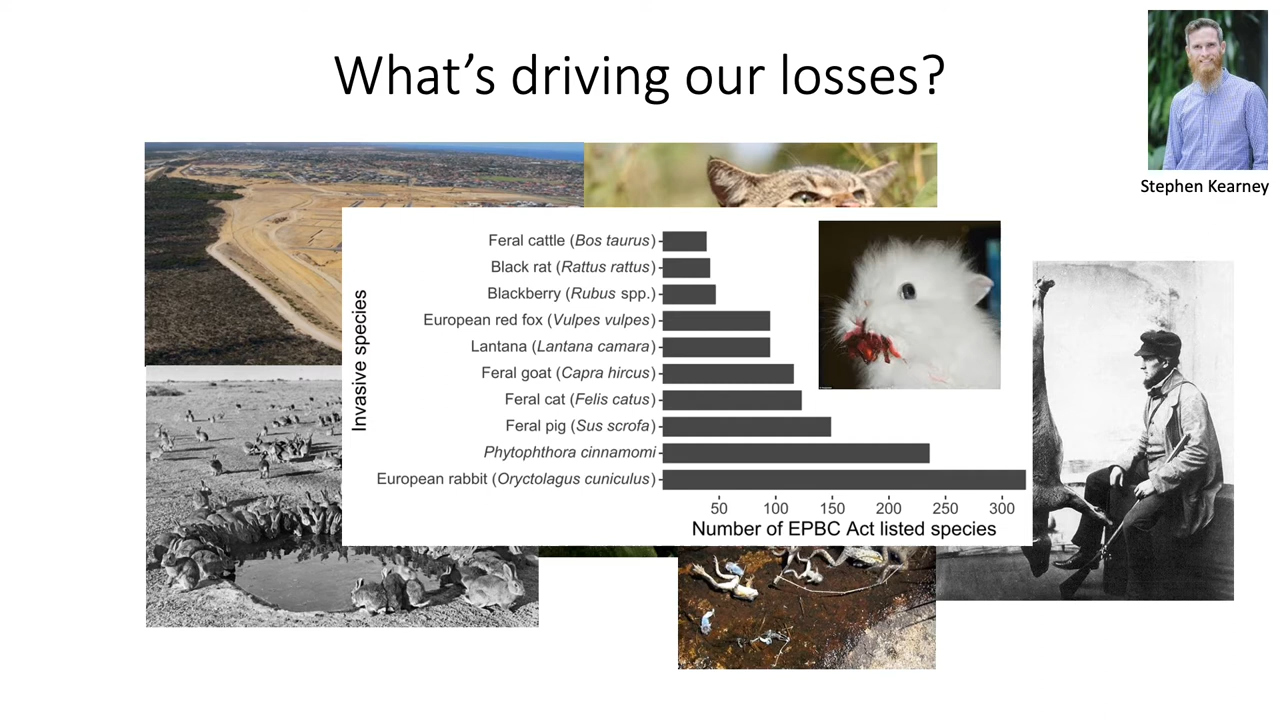 What’s driving our losses?
Stephen Kearney
Invasive species
Feral cattle (Bos taurus)
Black rat (Rattus rattus)
Blackberry (Rubus spp.)
European red fox (Vulpes vulpes)
Lantana (Lantana camara)
Feral goat (Capra hircus)
Feral cat (Felis catus)
Feral pig (Sus scrofa)
Phytophthora cinnamomi
European rabbit (Oryctolagus cuniculus)
50 100 150 200 250 300
Number of EPBC Act listed species